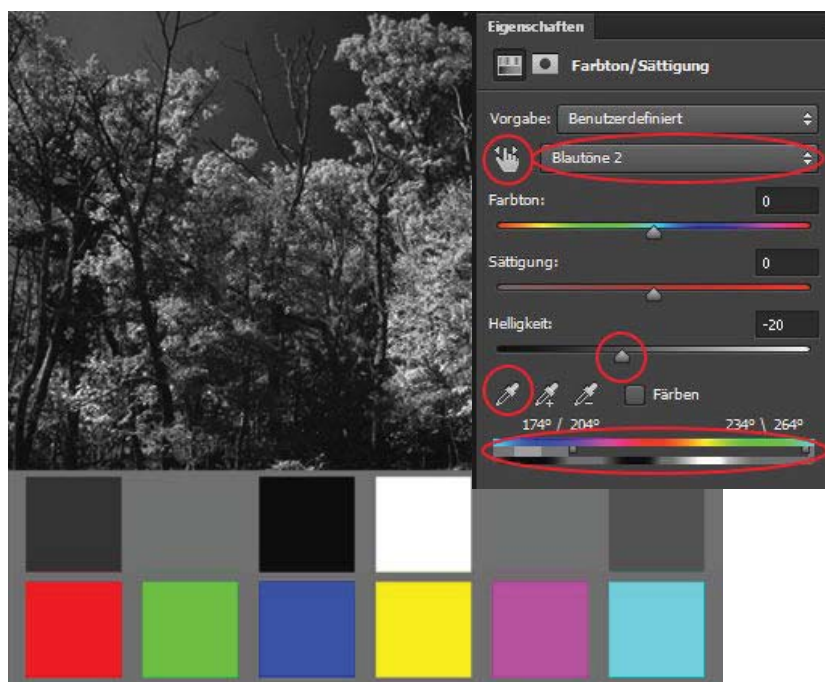 Eigenschaften
Farbton/Sättigung
Vorgabe: Benutzerdefiniert
Blautöne 2
Farbton: 0
Sättigung: 0
Helligkeit: -20
Färben
174° / 204° 234° \ 264°